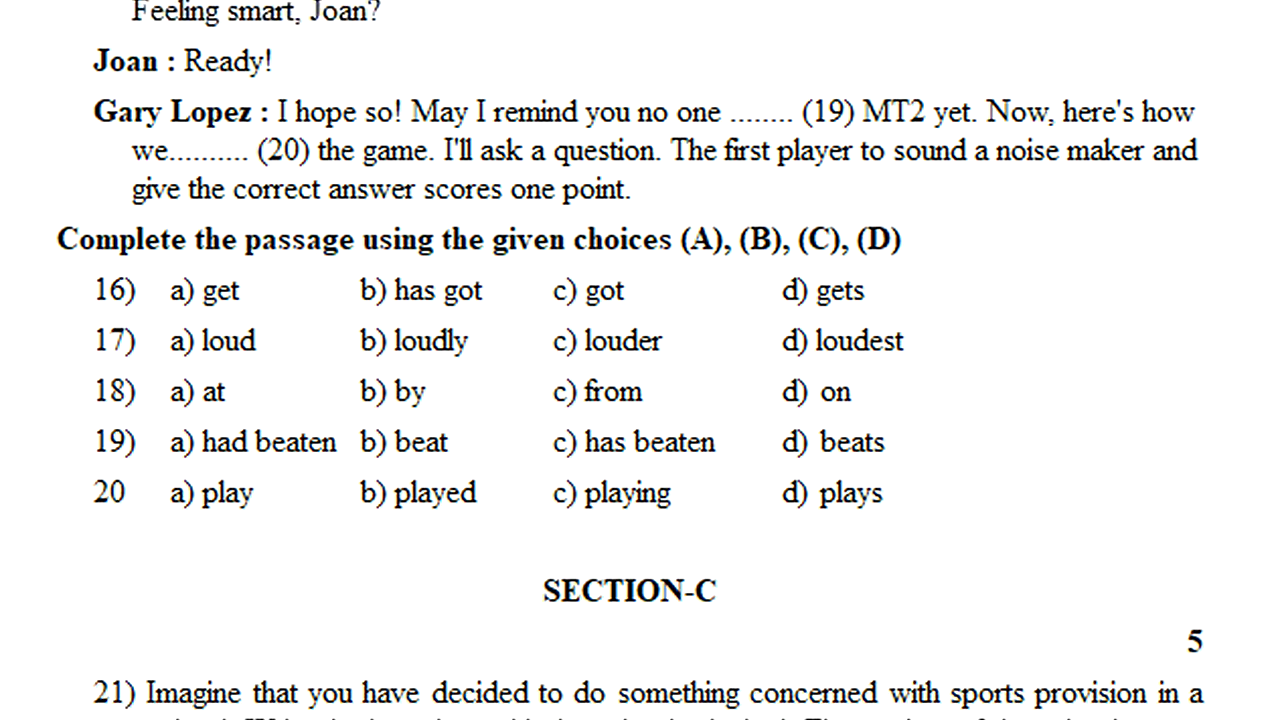 Feeling smart, Joan?
Joan : Ready!
Gary Lopez : I hope so! May I remind you no one ........ (19) MT2 yet. Now, here's how
we.......... (20) the game. I'll ask a question. The first player to sound a noise maker and
give the correct answer scores one point.
Complete the passage using the given choices (A), (B), (C), (D)
16) a) get b) has got c) got d) gets
17) a) loud b) loudly c) louder d) loudest
18) a) at b) by c) from d) on
19) a) had beaten b) beat c) has beaten d) beats
20 a) play b) played c) playing d) plays
SECTION-C
5
21) Imagine that you have decided to do something concerned with sports provision in a